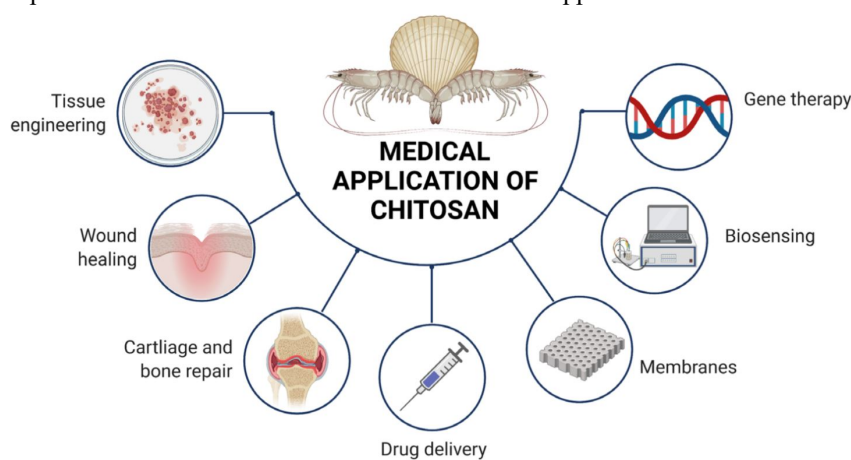 MEDICAL
APPLICATION OF
CHITOSAN
Tissue
engineering
Wound
healing
Cartliage and
bone repair
Drug delivery
Membranes
Biosensing
Gene therapy